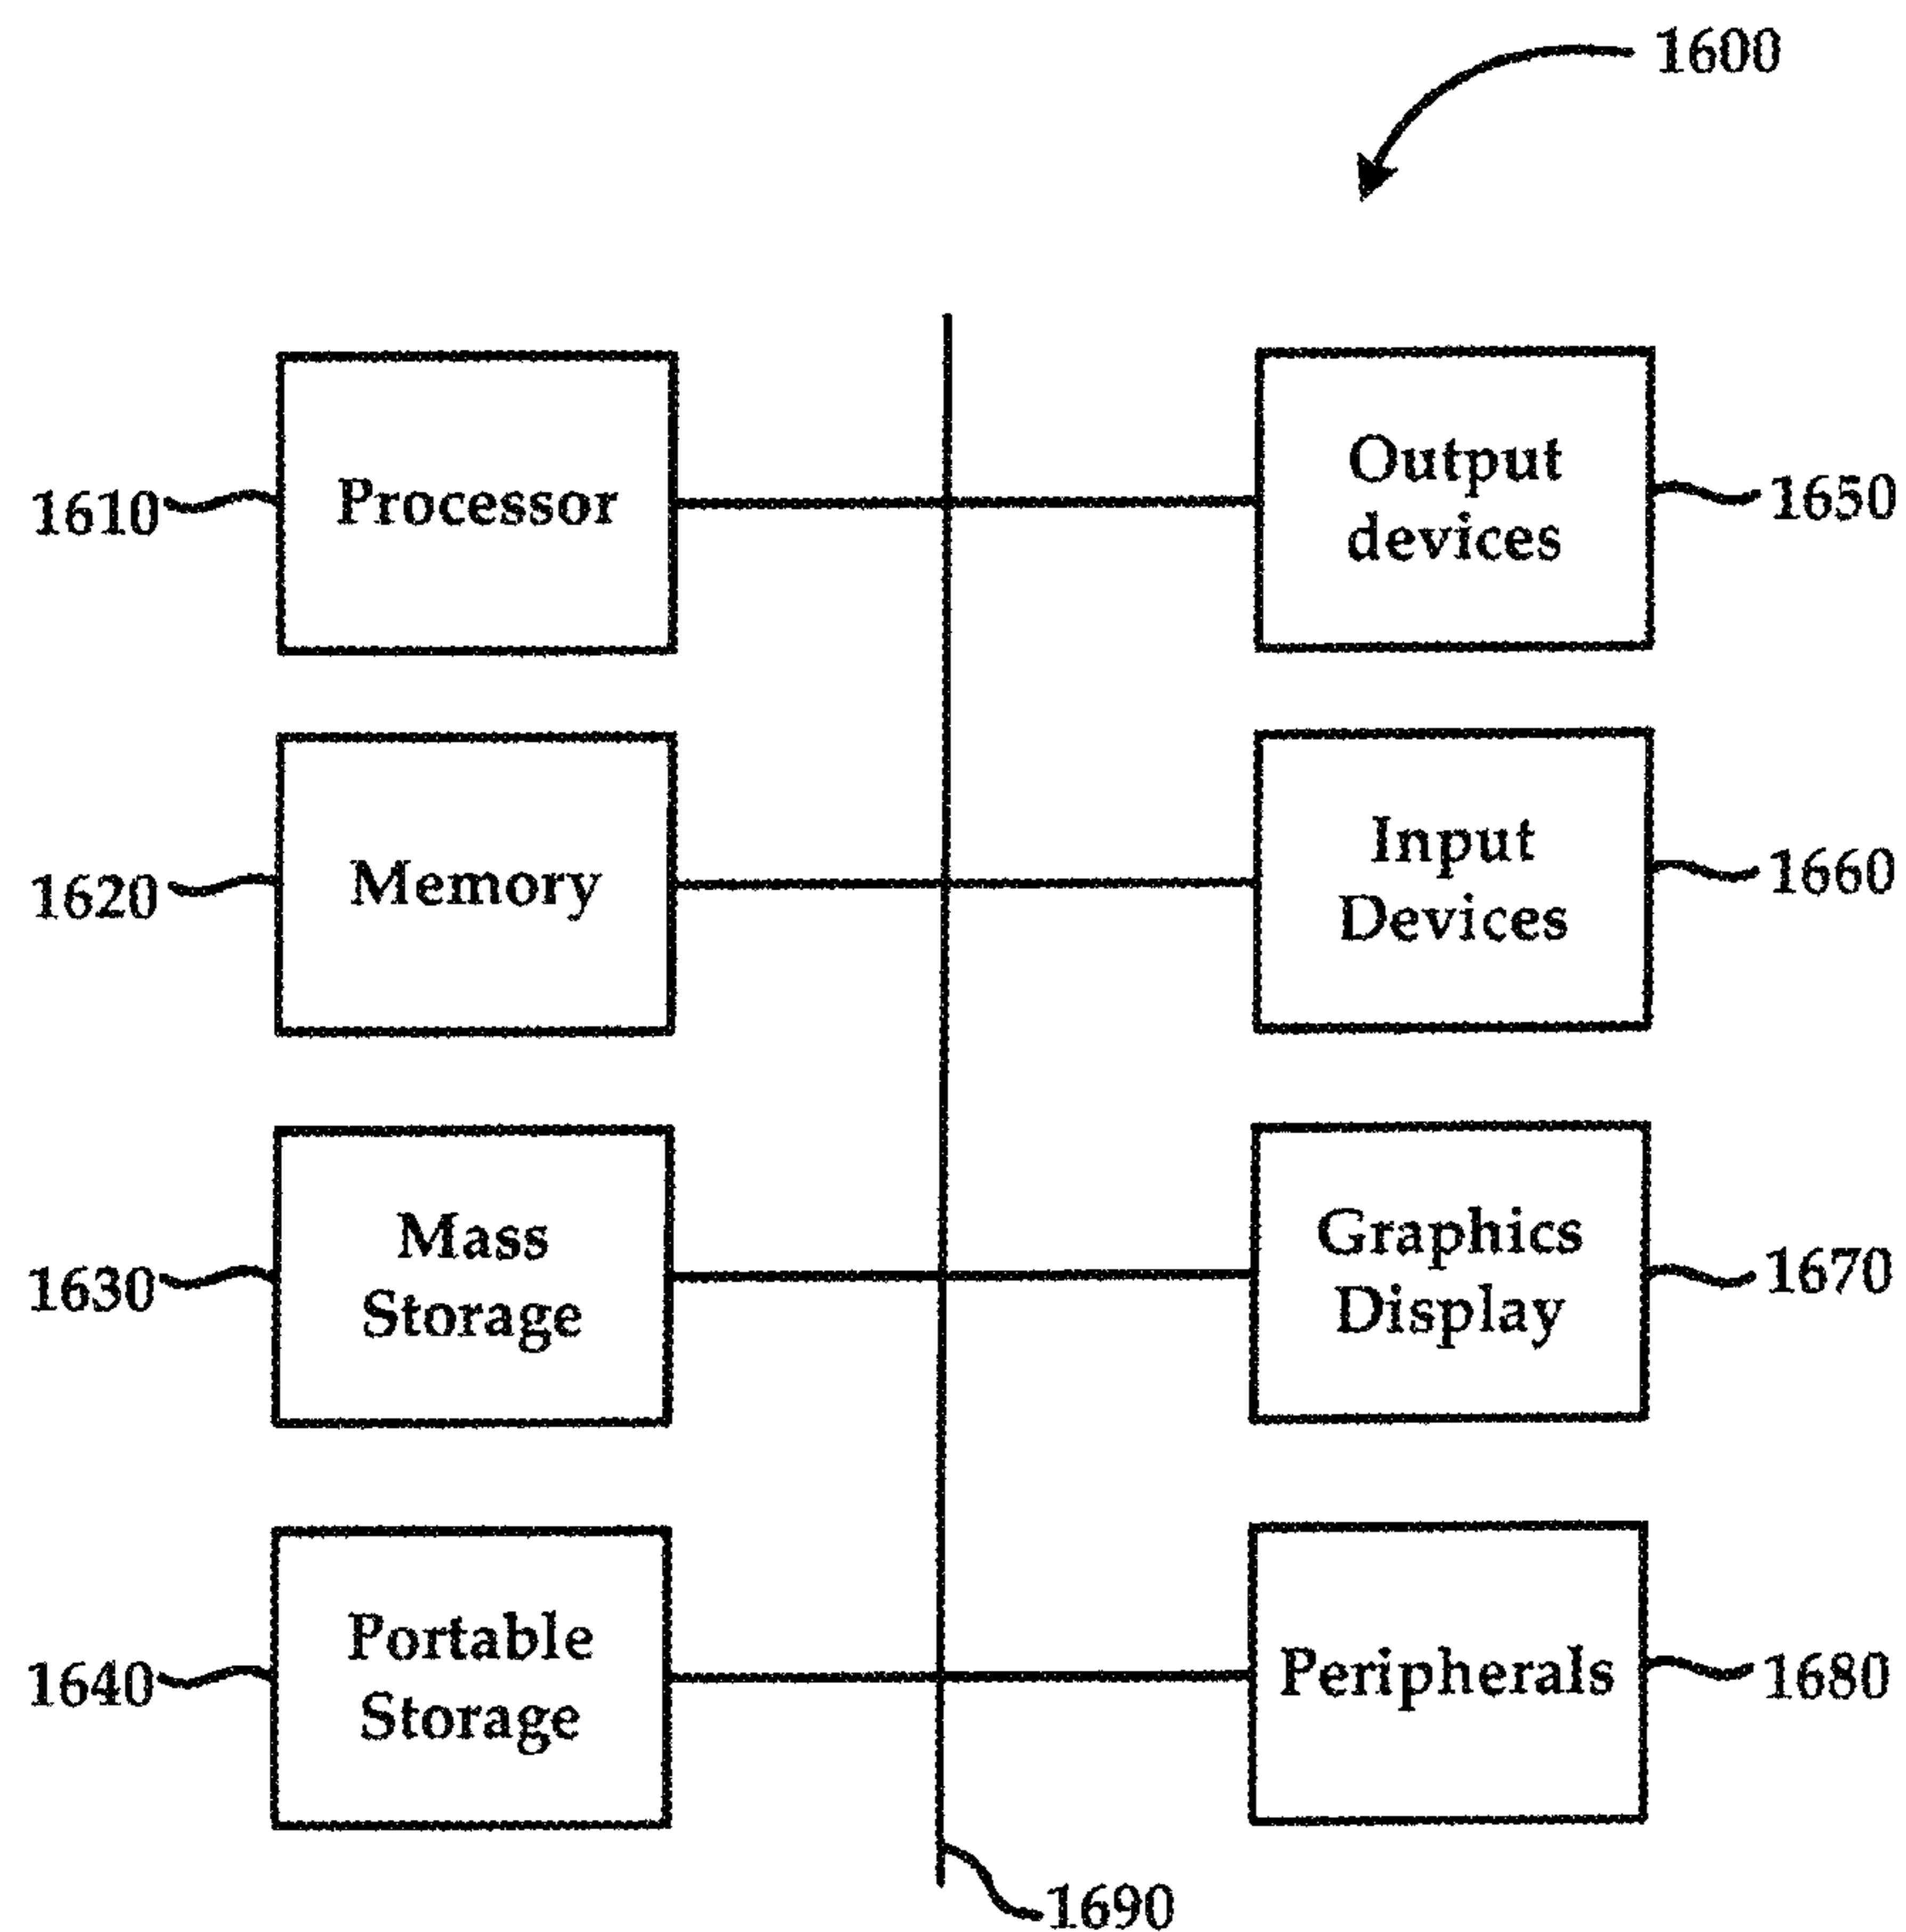 1600
1610
Processor
Output
devices
1650
1620
Memory
Input
Devices
1660
1630
Mass
Storage
Graphics
Display
1670
1640
Portable
Storage
Peripherals
1680
1690